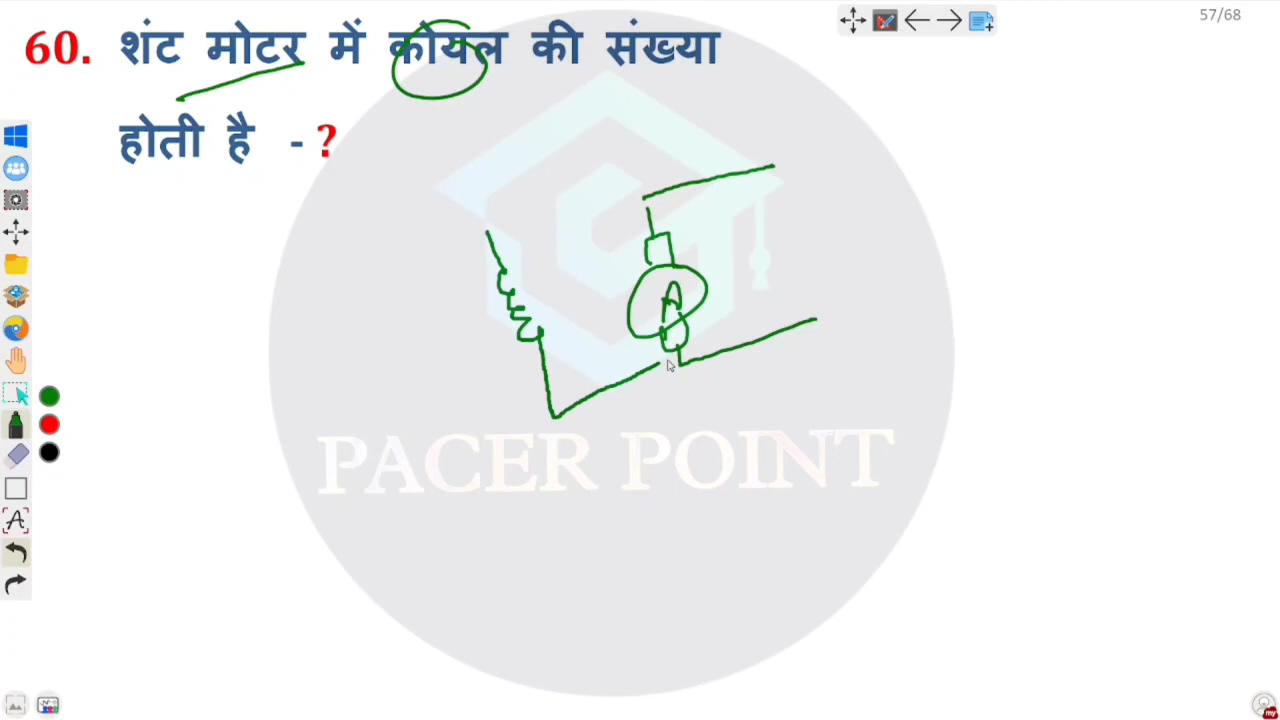 57/68
60. शंट मोटर में कोयल की संख्या
होती है - ?
A
PACER POINT